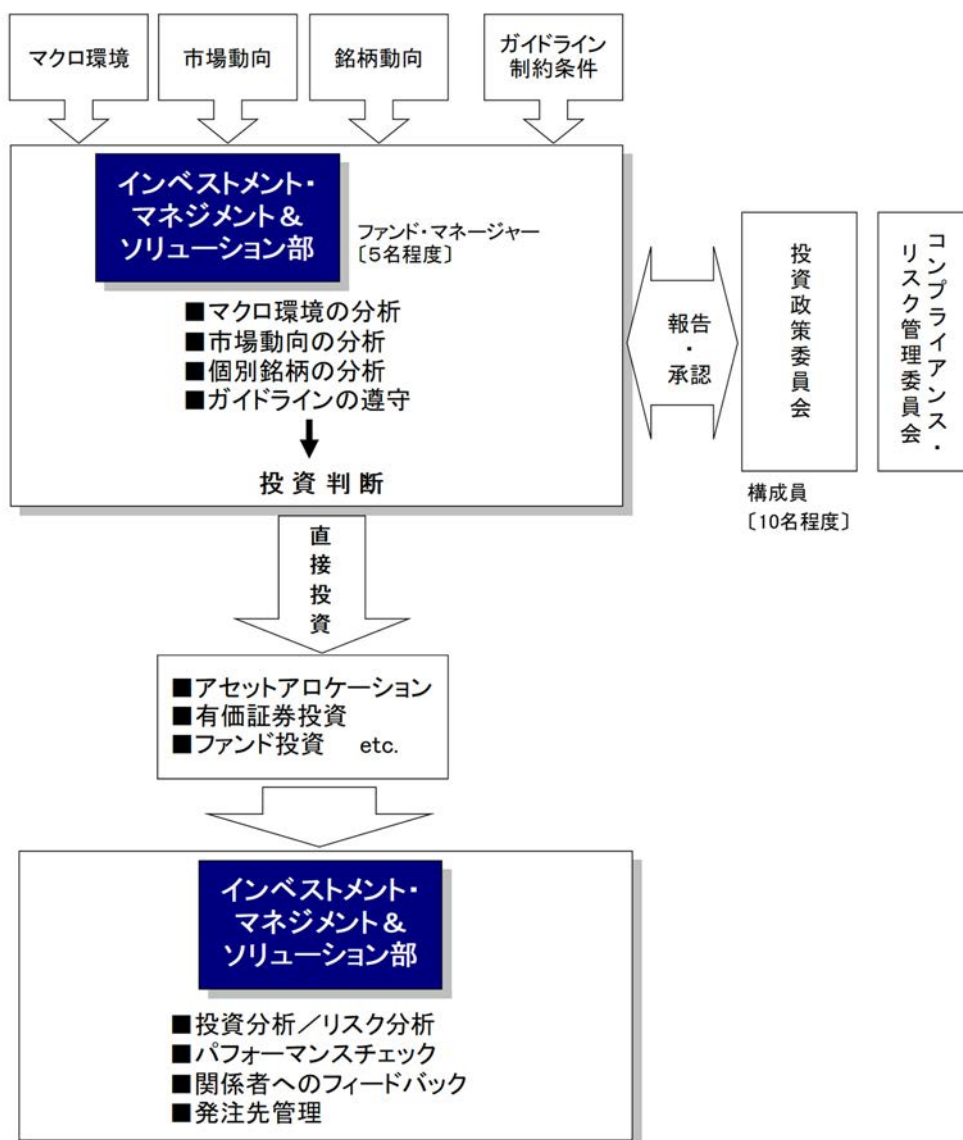 マクロ環境
市場動向
銘柄動向
ガイドライン
制約条件
インベストメント・
マネジメント＆
ソリューション部
ファンド・マネージャー
〔5名程度〕
■マクロ環境の分析
■市場動向の分析
■個別銘柄の分析
■ガイドラインの遵守
投資判断
報告
・
承認
投資政策委員会
構成員
〔10名程度〕
コンプライアンス・
リスク管理委員会
直接投資
■アセットアロケーション
■有価証券投資
■ファンド投資　etc.
インベストメント・
マネジメント＆
ソリューション部
■投資分析／リスク分析
■パフォーマンスチェック
■関係者へのフィードバック
■発注先管理